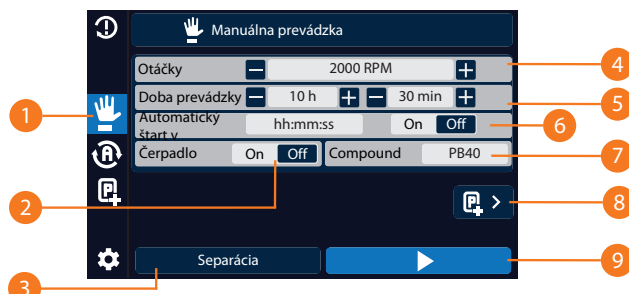 Manuálna prevádzka
Otáčky 2000 RPM 4
Doba prevádzky 10 h 30 min 5
1
Automatický
štart v hh:mm:ss On Off 6
Čerpadlo On Off Compound PB40 7
2
8
Separácia 9
3